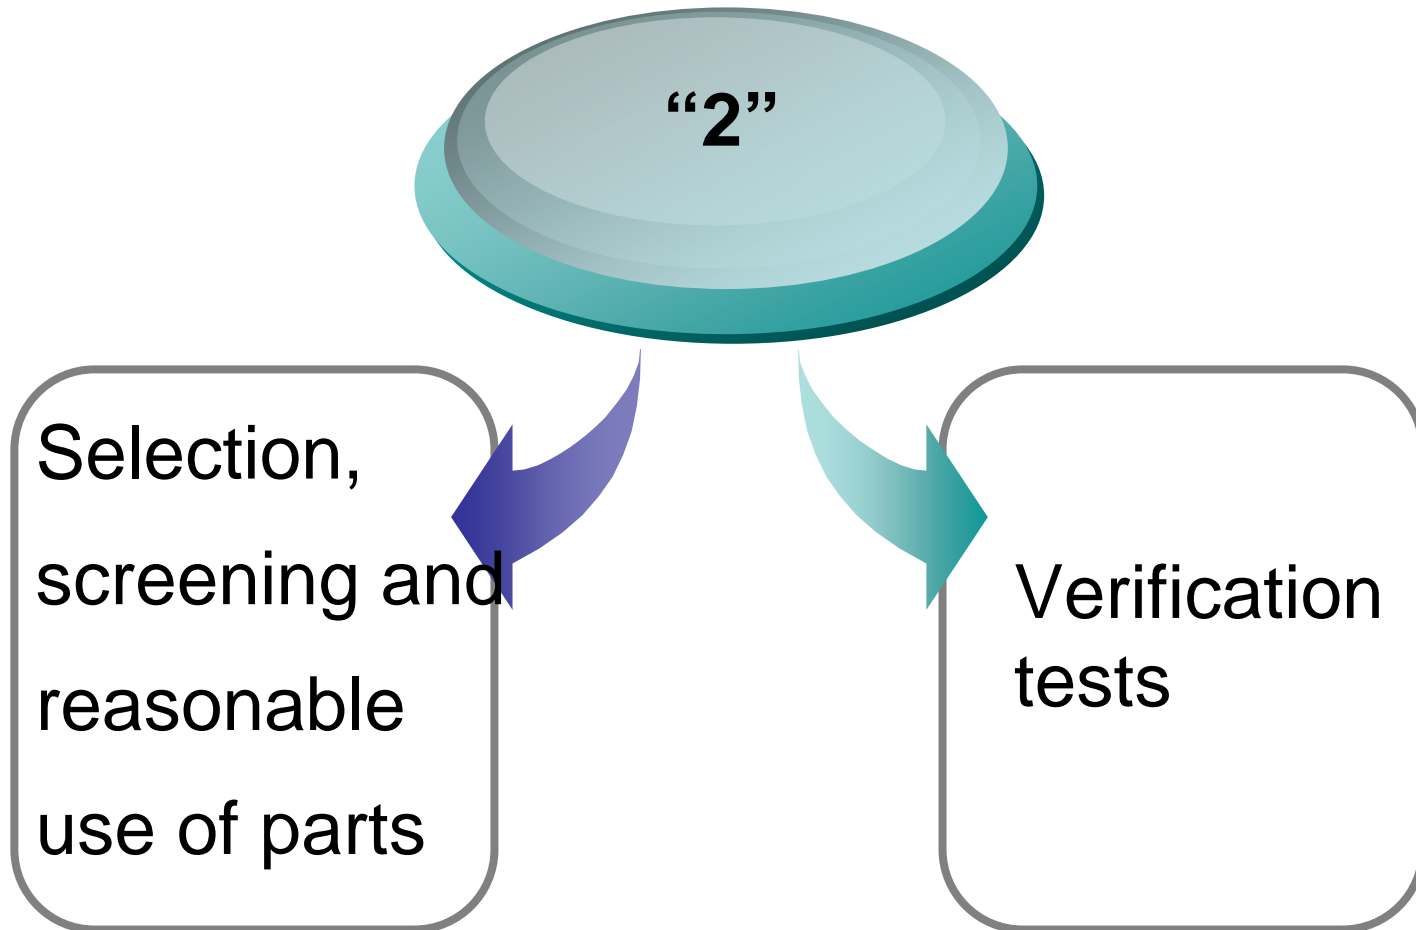 “2”
Selection,
screening and
reasonable
use of parts
Verification
tests